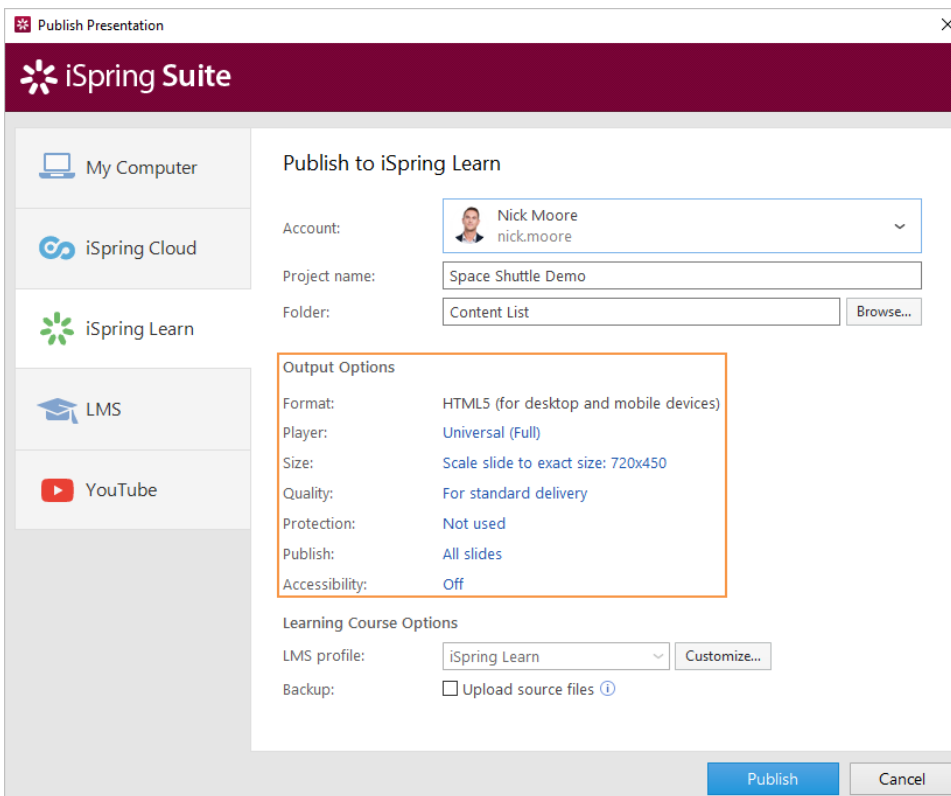 Publish Presentation
iSpring Suite
My Computer
iSpring Cloud
iSpring Learn
LMS
YouTube
Publish to iSpring Learn
Account: Nick Moore
nick.moore
Project name: Space Shuttle Demo
Folder: Content List Browse...
Output Options
Format: HTML5 (for desktop and mobile devices)
Player: Universal (Full)
Size: Scale slide to exact size: 720x450
Quality: For standard delivery
Protection: Not used
Publish: All slides
Accessibility: Off
Learning Course Options
LMS profile: iSpring Learn Customize...
Backup: Upload source files
Publish Cancel